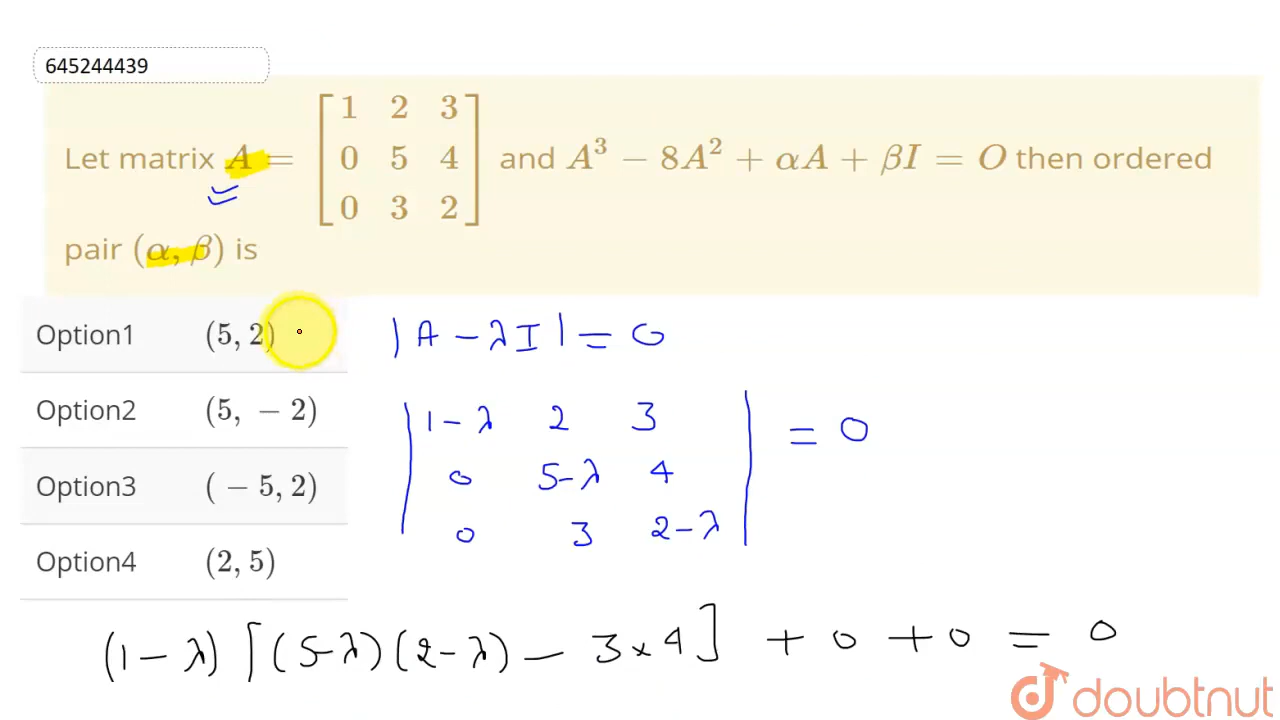 645244439
Let matrix A = [1 2 3; 0 5 4; 0 3 2] and A³ − 8A² + αA + βI = O then ordered
pair (α, β) is
Option1 (5, 2)
Option2 (5, − 2)
Option3 ( − 5, 2)
Option4 (2, 5)
|A − λI| = 0
|1−λ 2 3
0 5−λ 4
0 3 2−λ| = 0
(1 − λ) [(5−λ)(2−λ) − 3×4] + 0 + 0 = 0
doubtnut